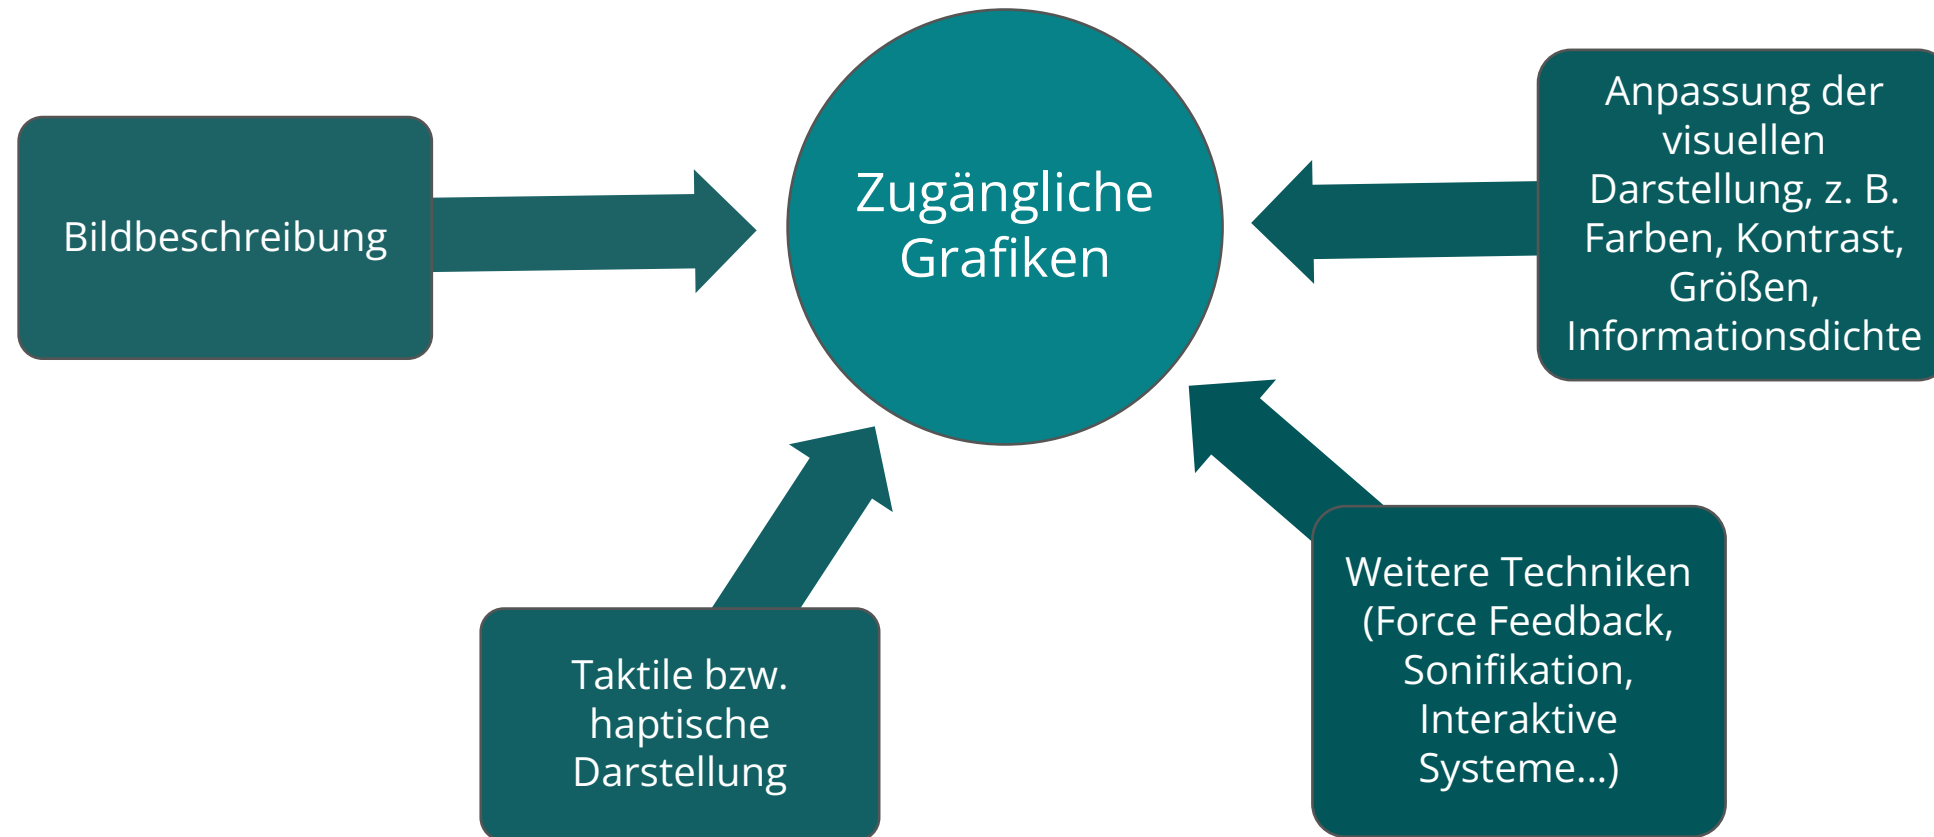 Bildbeschreibung
Zugängliche
Grafiken
Anpassung der
visuellen
Darstellung, z. B.
Farben, Kontrast,
Größen,
Informationsdichte
Taktile bzw.
haptische
Darstellung
Weitere Techniken
(Force Feedback,
Sonifikation,
Interaktive
Systeme...)